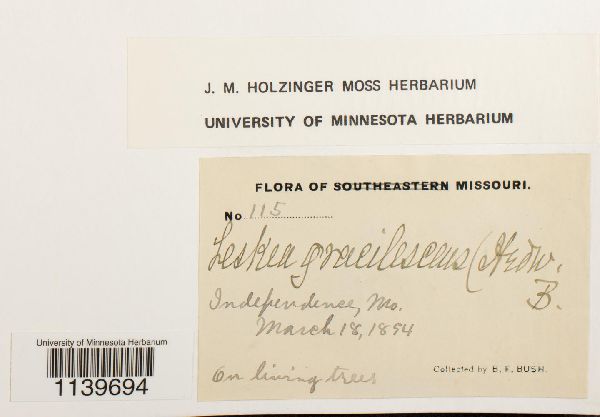 J. M. HOLZINGER MOSS HERBARIUM
UNIVERSITY OF MINNESOTA HERBARIUM
FLORA OF SOUTHEASTERN MISSOURI.
No 115
Leskea gracilescens (Hedw.
B.
Independence, Mo.
March 18, 1894
On living trees
Collected by B. F. BUSH.
University of Minnesota Herbarium
1139694